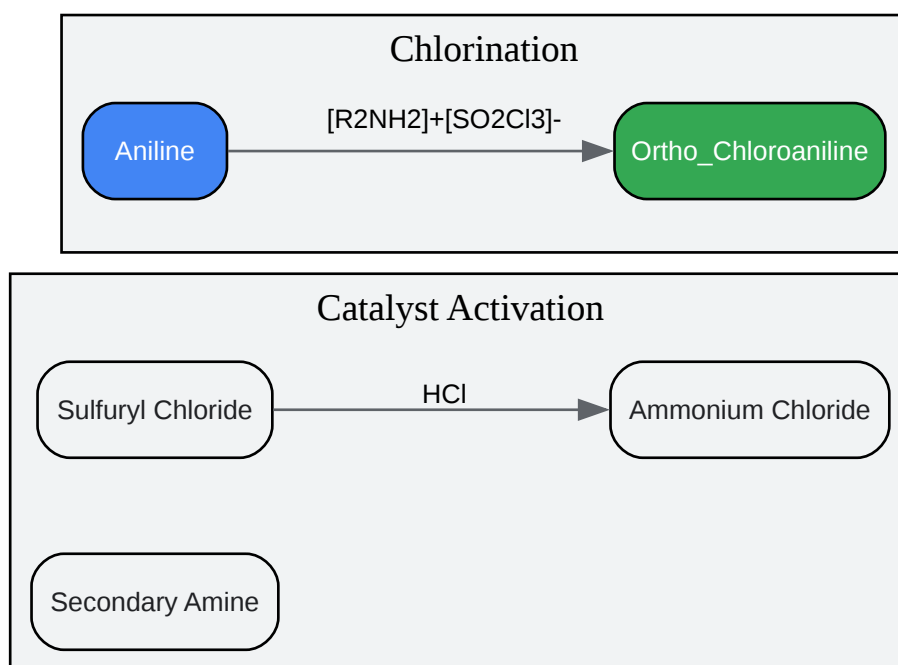 Chlorination
[R2NH2]+[SO2Cl3]-
Aniline
Ortho_Chloroaniline
Catalyst Activation
HCl
Sulfuryl Chloride
Ammonium Chloride
Secondary Amine